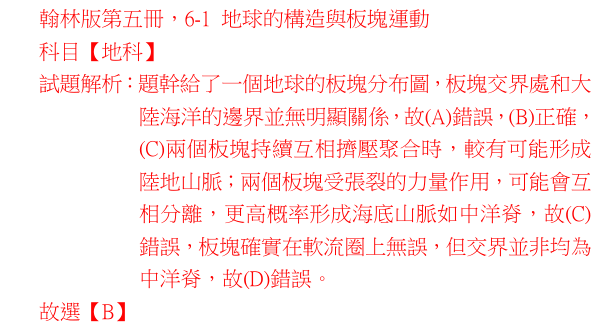 翰林版第五冊，6-1 地球的構造與板塊運動
科目【地科】
試題解析：題幹給了一個地球的板塊分布圖，板塊交界處和大
陸海洋的邊界並無明顯關係，故(A)錯誤，(B)正確，
(C)兩個板塊持續互相擠壓聚合時，較有可能形成
陸地山脈；兩個板塊受張裂的力量作用，可能會互
相分離，更高概率形成海底山脈如中洋脊，故(C)
錯誤，板塊確實在軟流圈上無誤，但交界並非均為
中洋脊，故(D)錯誤。
故選【B】